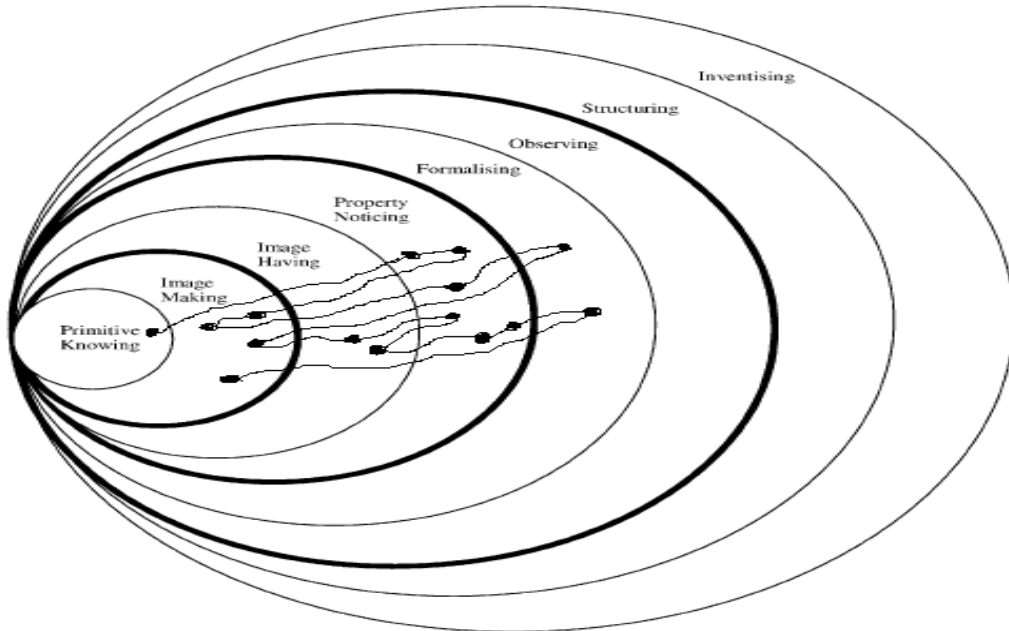 Inventising
Structuring
Observing
Formalising
Property
Noticing
Image
Having
Image
Making
Primitive
Knowing